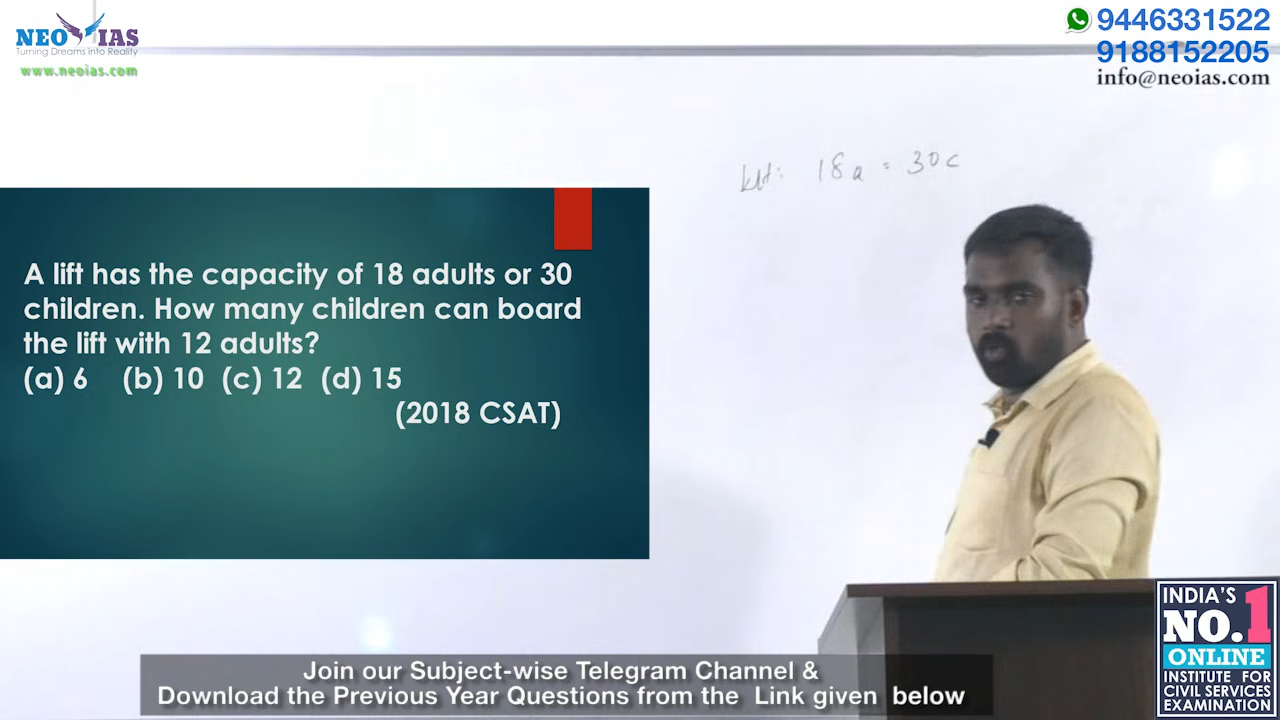 NEO IAS
Turning Dreams into Reality
www.neoias.com
9446331522
9188152205
info@neoias.com
18a = 30c
A lift has the capacity of 18 adults or 30
children. How many children can board
the lift with 12 adults?
(a) 6 (b) 10 (c) 12 (d) 15
(2018 CSAT)
INDIA'S
NO.1
ONLINE
INSTITUTE FOR
CIVIL SERVICES
EXAMINATION
Join our Subject-wise Telegram Channel &
Download the Previous Year Questions from the Link given below